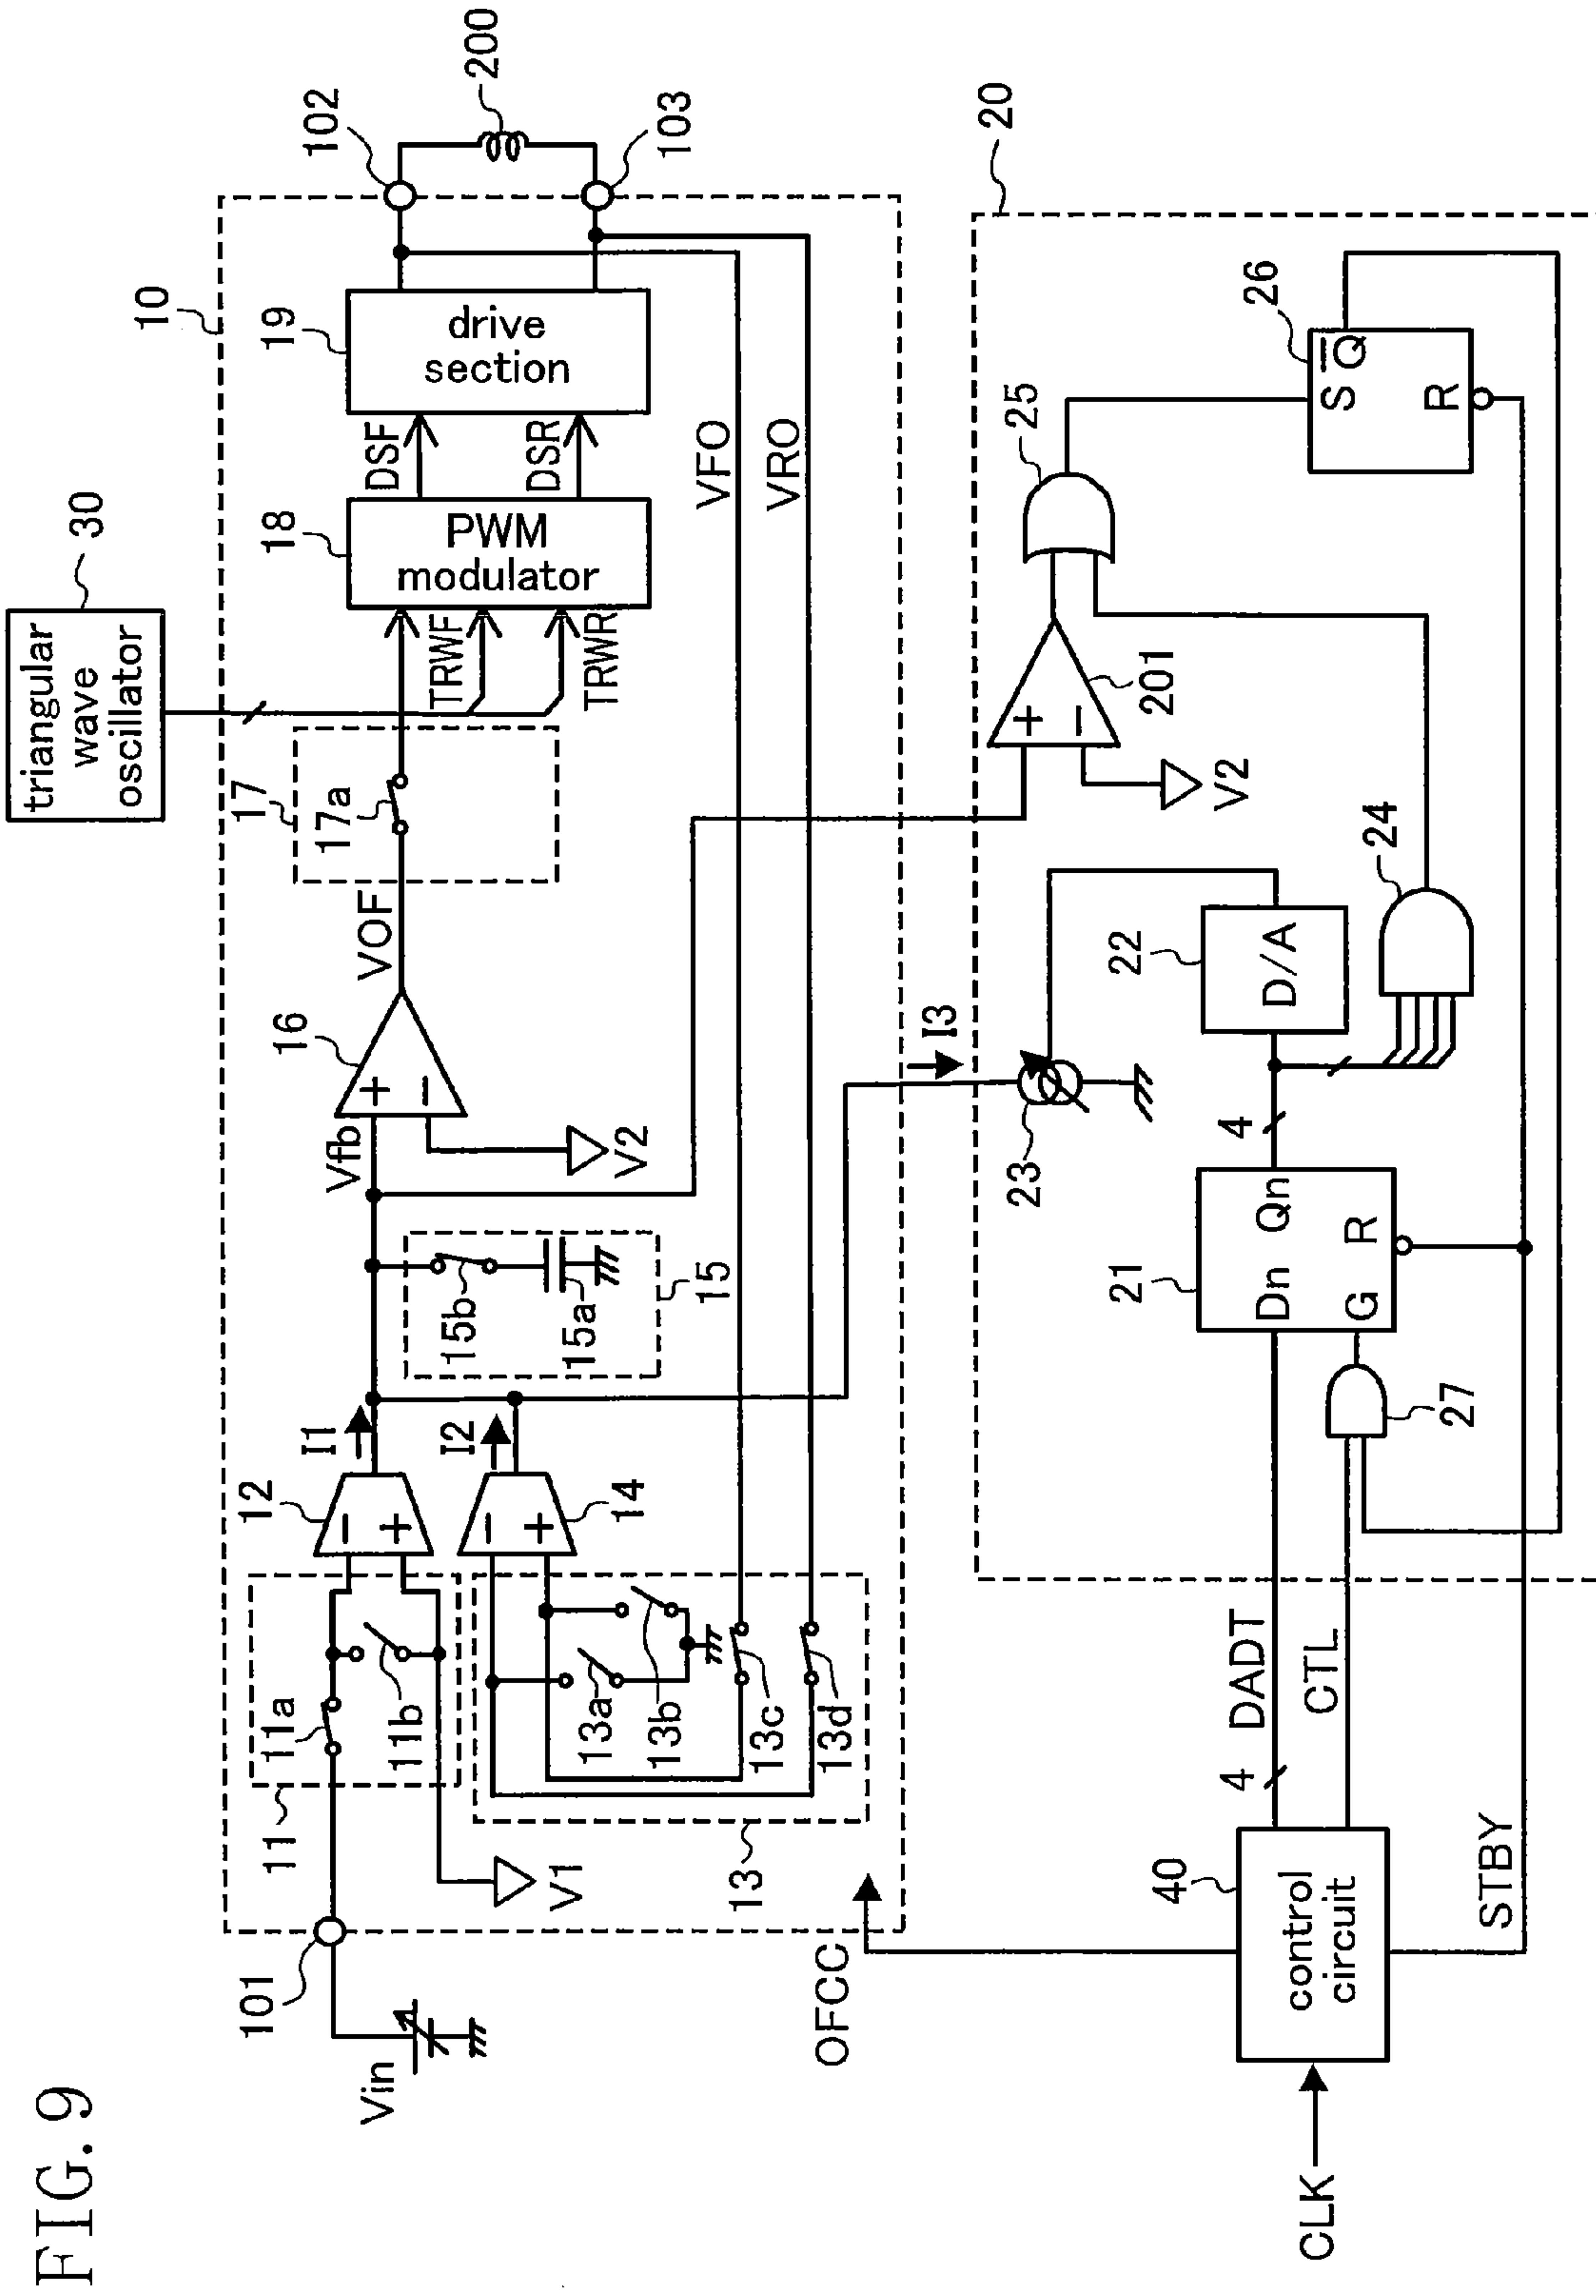 FIG. 9
triangular
wave
oscillator
30
10
102
200
103
17
17a
18
PWM
modulator
19
drive
section
DSF
DSR
TRWF
TRWR
VFO
VRO
VOF
16
+
−
Vfb
V2
15b
15a
15
I1
I2
12
−
+
14
−
+
11a
11b
11
13a
13b
13c
13d
13
V1
101
Vin
OFCC
I3
20
26
S
Q
R
25
201
+
−
V2
24
22
D/A
23
4
21
Dn
Qn
G
R
27
DADT
4
CTL
STBY
40
control
circuit
CLK